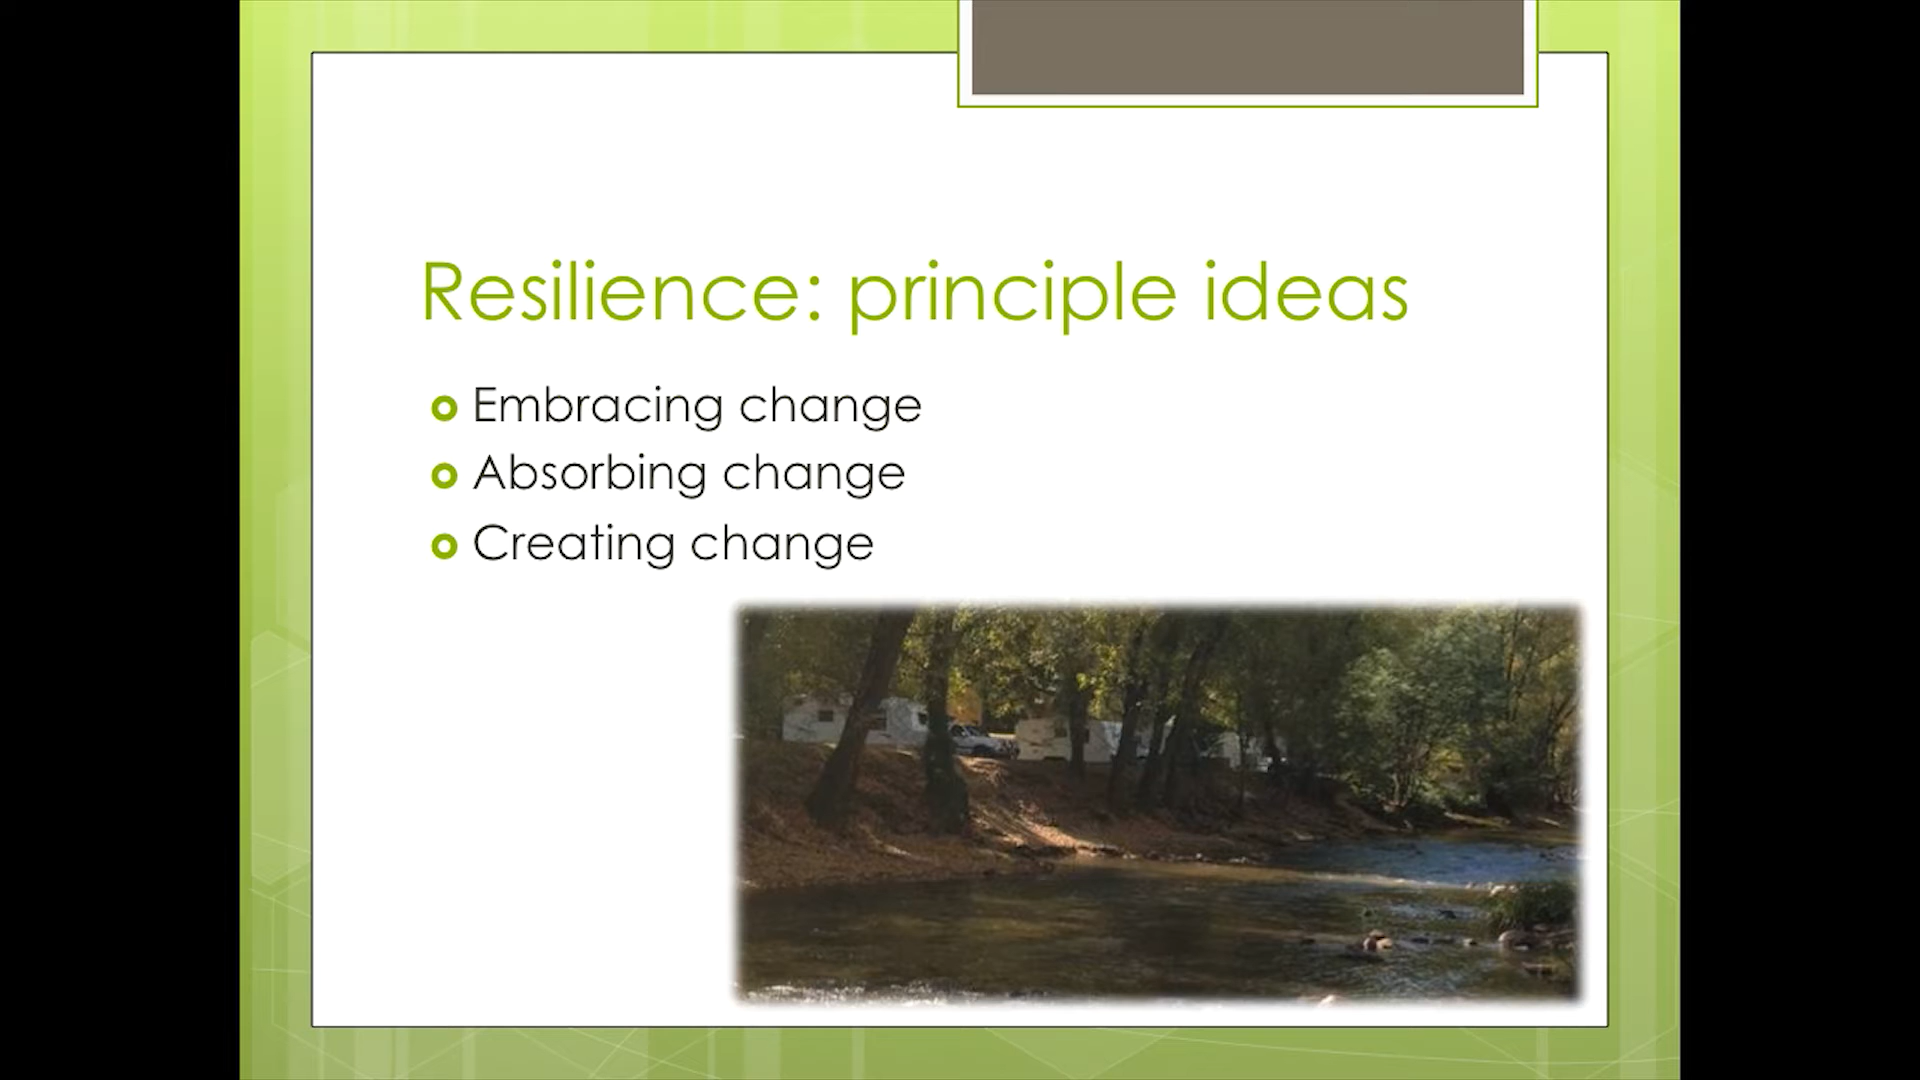 Resilience: principle ideas
Embracing change
Absorbing change
Creating change